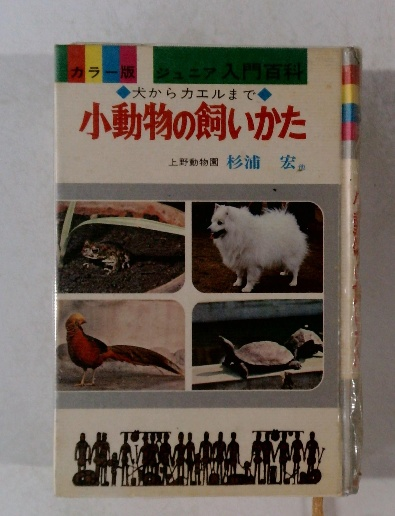 カラー版 ジュニア入門百科
◆犬からカエルまで◆
小動物の飼いかた
上野動物園 杉浦 宏